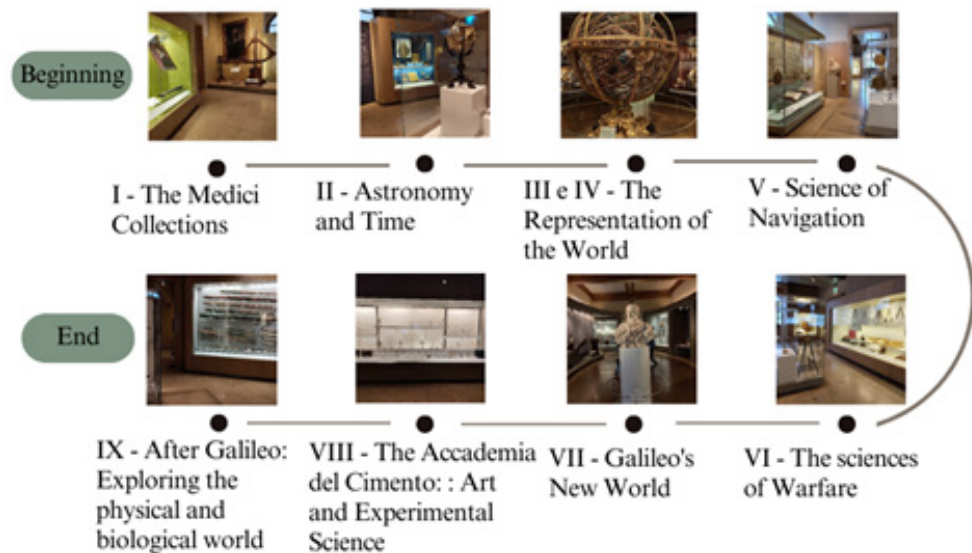 Beginning
I - The Medici
Collections
II - Astronomy
and Time
III e IV - The
Representation of
the World
V - Science of
Navigation
End
IX - After Galileo:
Exploring the
physical and
biological world
VIII - The Accademia
del Cimento: : Art
and Experimental
Science
VII - Galileo's
New World
VI - The sciences
of Warfare